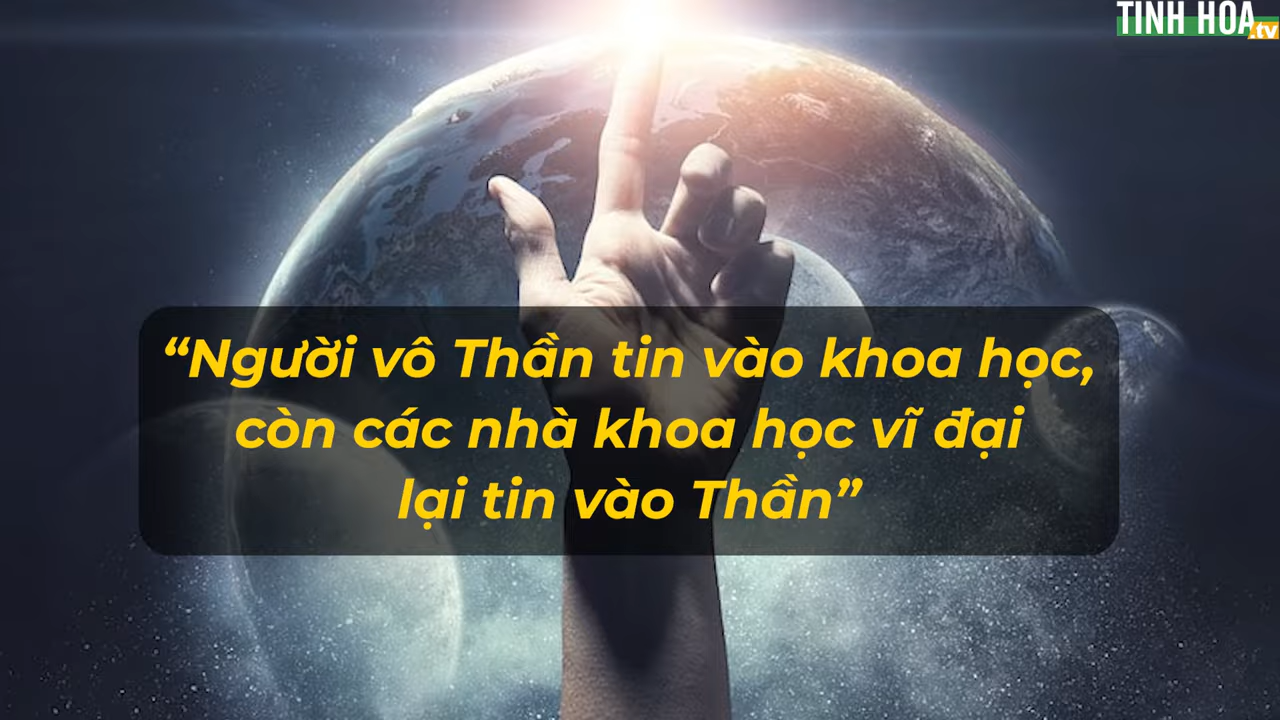 TINH HOA
.tv
“Người vô Thần tin vào khoa học,
còn các nhà khoa học vĩ đại
lại tin vào Thần”